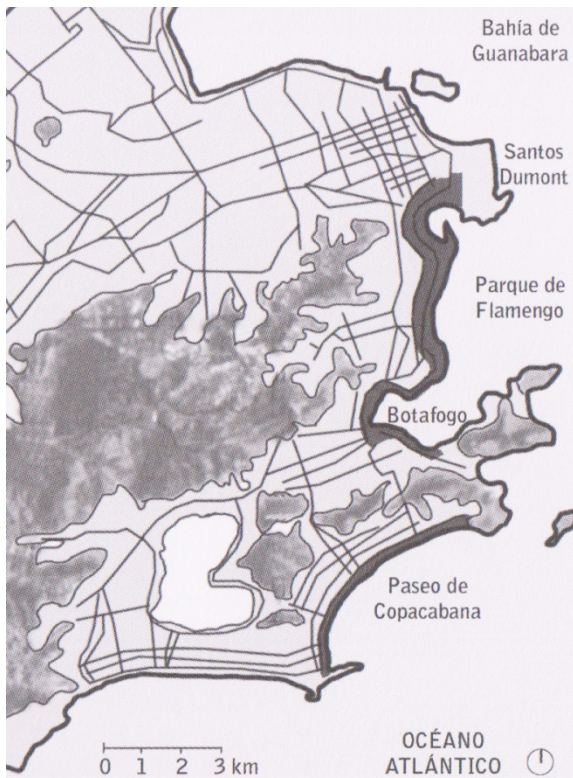 Bahía de
Guanabara
Santos
Dumont
Parque de
Flamengo
Botafogo
Paseo de
Copacabana
OCÉANO
ATLÁNTICO
0 1 2 3 km